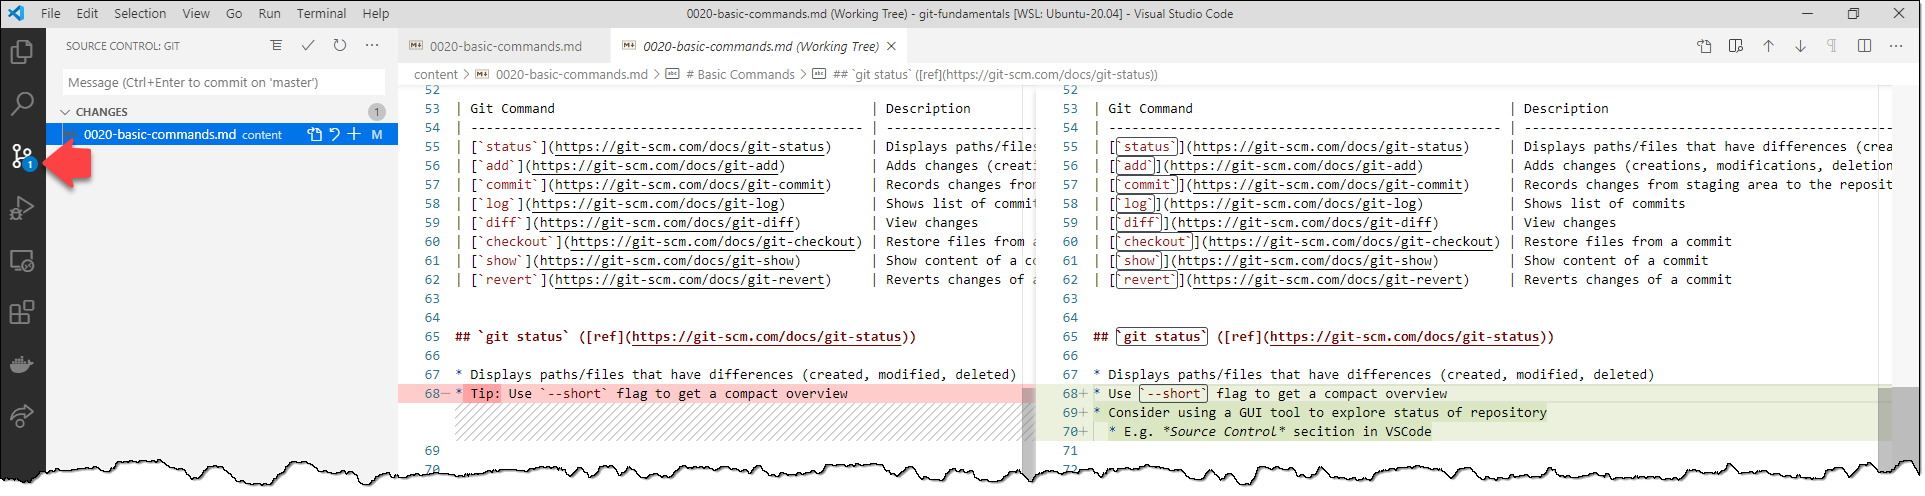 File Edit Selection View Go Run Terminal Help
0020-basic-commands.md (Working Tree) - git-fundamentals [WSL: Ubuntu-20.04] - Visual Studio Code
SOURCE CONTROL: GIT
Message (Ctrl+Enter to commit on 'master')
CHANGES 1
0020-basic-commands.md content M
1
0020-basic-commands.md
0020-basic-commands.md (Working Tree)
content > 0020-basic-commands.md > # Basic Commands > ## `git status` ([ref](https://git-scm.com/docs/git-status))
52
53 | Git Command | Description
54 | --------------------------------------------------- | ----------------
55 | [`status`](https://git-scm.com/docs/git-status) | Displays paths/files
56 | [`add`](https://git-scm.com/docs/git-add) | Adds changes (creati
57 | [`commit`](https://git-scm.com/docs/git-commit) | Records changes from
58 | [`log`](https://git-scm.com/docs/git-log) | Shows list of commit
59 | [`diff`](https://git-scm.com/docs/git-diff) | View changes
60 | [`checkout`](https://git-scm.com/docs/git-checkout) | Restore files from a
61 | [`show`](https://git-scm.com/docs/git-show) | Show content of a co
62 | [`revert`](https://git-scm.com/docs/git-revert) | Reverts changes of a
63
64
65 ## `git status` ([ref](https://git-scm.com/docs/git-status))
66
67 * Displays paths/files that have differences (created, modified, deleted)
68− * Tip: Use `--short` flag to get a compact overview
69
70
52
53 | Git Command | Description
54 | --------------------------------------------------- | ------------------------------------------------
55 | [`status`](https://git-scm.com/docs/git-status) | Displays paths/files that have differences (crea
56 | [`add`](https://git-scm.com/docs/git-add) | Adds changes (creations, modifications, deletion
57 | [`commit`](https://git-scm.com/docs/git-commit) | Records changes from staging area to the reposit
58 | [`log`](https://git-scm.com/docs/git-log) | Shows list of commits
59 | [`diff`](https://git-scm.com/docs/git-diff) | View changes
60 | [`checkout`](https://git-scm.com/docs/git-checkout) | Restore files from a commit
61 | [`show`](https://git-scm.com/docs/git-show) | Show content of a commit
62 | [`revert`](https://git-scm.com/docs/git-revert) | Reverts changes of a commit
63
64
65 ## `git status` ([ref](https://git-scm.com/docs/git-status))
66
67 * Displays paths/files that have differences (created, modified, deleted)
68+ * Use `--short` flag to get a compact overview
69+ * Consider using a GUI tool to explore status of repository
70+ * E.g. *Source Control* secition in VSCode
71
72